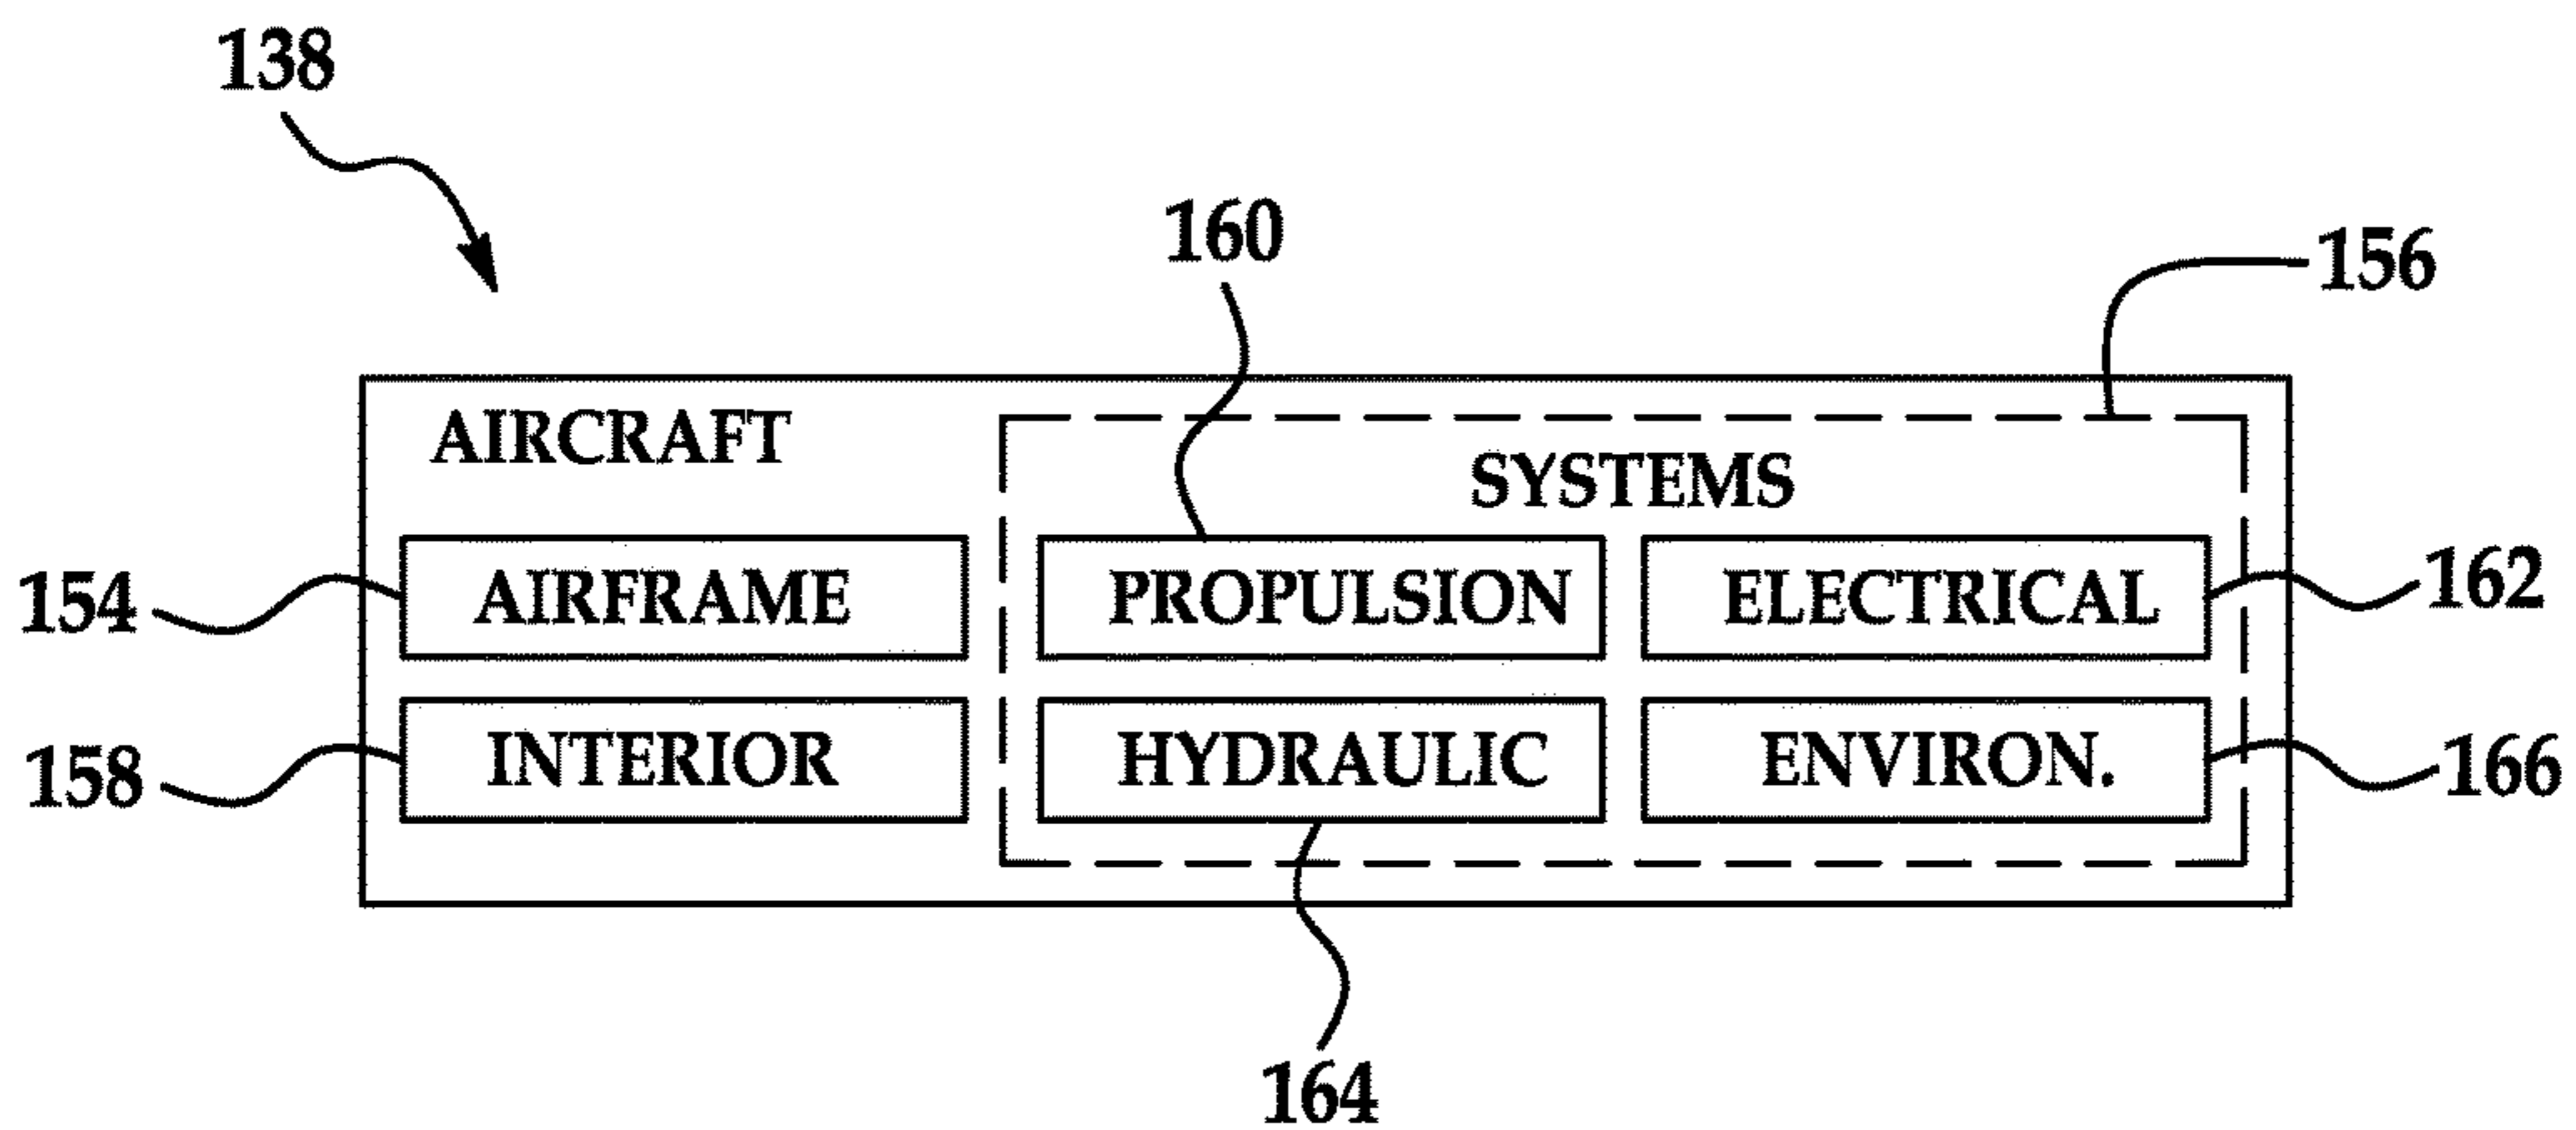 138
160
156
AIRCRAFT
SYSTEMS
154 AIRFRAME PROPULSION ELECTRICAL 162
158 INTERIOR HYDRAULIC ENVIRON. 166
164